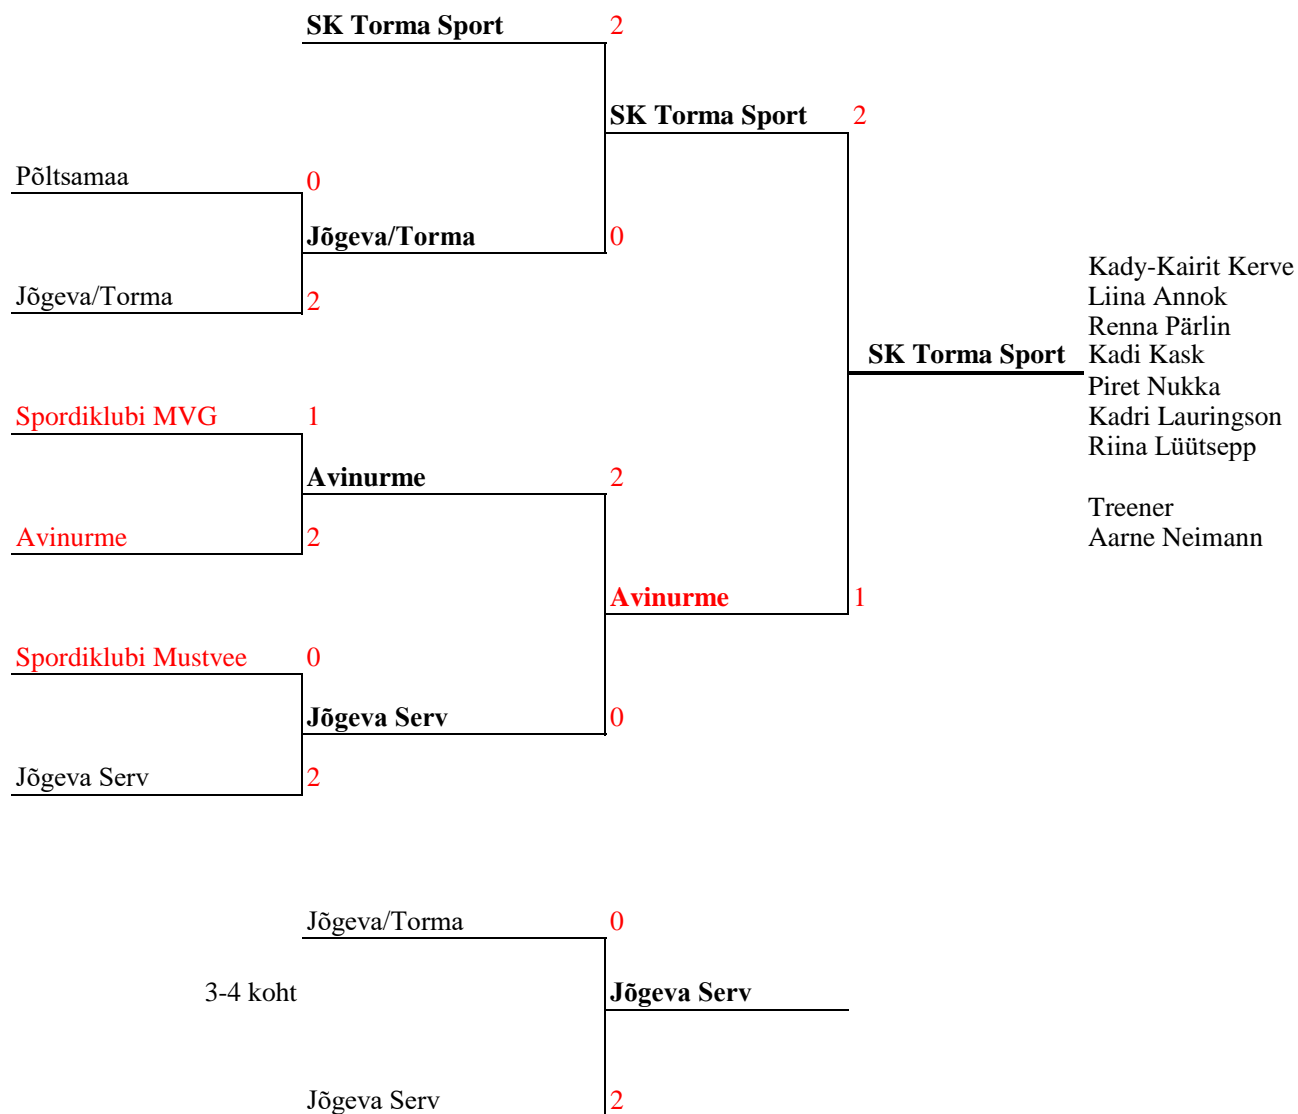 SK Torma Sport 2
SK Torma Sport 2
Põltsamaa 0
Jõgeva/Torma 0
Jõgeva/Torma 2
Kady-Kairit Kerve
Liina Annok
Renna Pärlin
SK Torma Sport Kadi Kask
Piret Nukka
Spordiklubi MVG 1
Kadri Lauringson
Riina Lüütsepp
Avinurme 2
Treener
Avinurme 2
Aarne Neimann
Avinurme 1
Spordiklubi Mustvee 0
Jõgeva Serv 0
Jõgeva Serv 2
Jõgeva/Torma 0
3-4 koht Jõgeva Serv
Jõgeva Serv 2